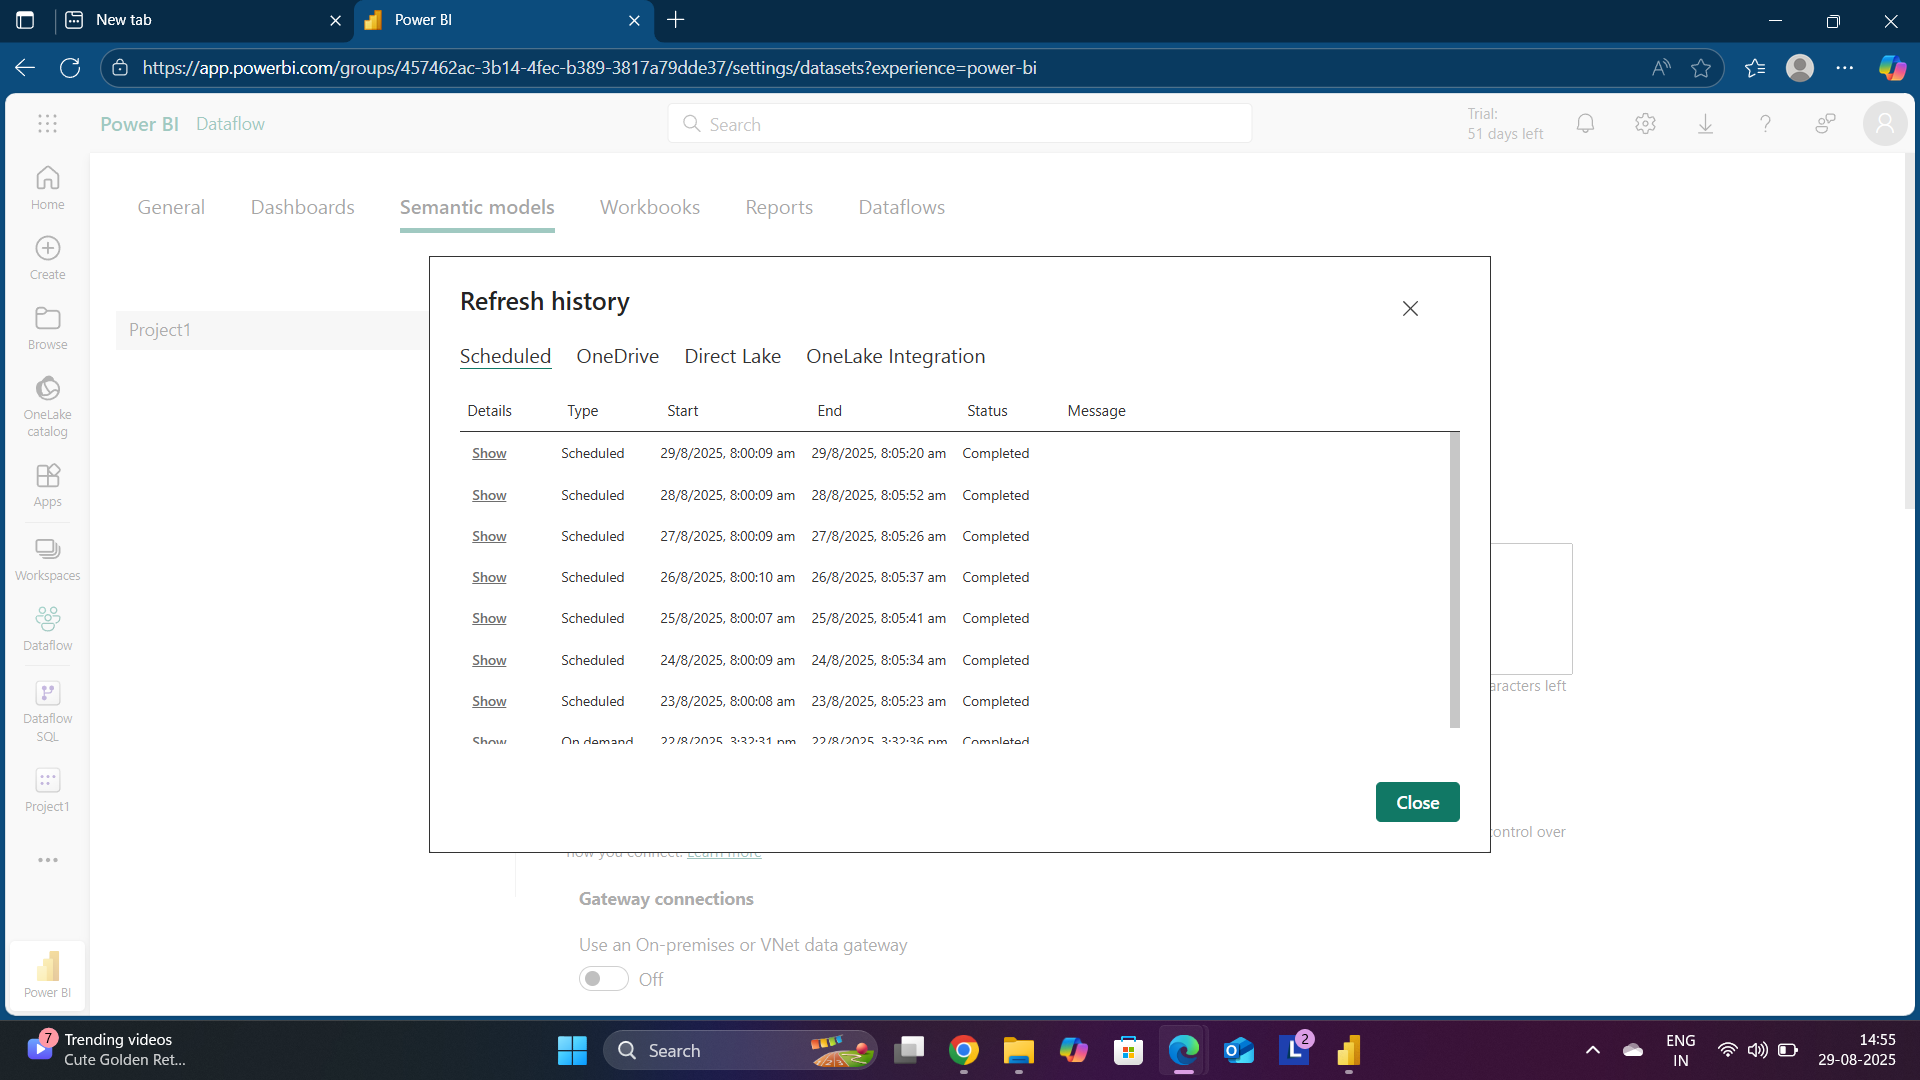 New tab
Power BI
https://app.powerbi.com/groups/457462ac-3b14-4fec-b389-3817a79dde37/settings/datasets?experience=power-bi
Power BI Dataflow
Search
Trial:
51 days left
Home
Create
Browse
OneLake
catalog
Apps
Workspaces
Dataflow
Dataflow
SQL
Project1
Power BI
General Dashboards Semantic models Workbooks Reports Dataflows
Project1
Refresh history
Scheduled OneDrive Direct Lake OneLake Integration
Details Type Start End Status Message
Show Scheduled 29/8/2025, 8:00:09 am 29/8/2025, 8:05:20 am Completed
Show Scheduled 28/8/2025, 8:00:09 am 28/8/2025, 8:05:52 am Completed
Show Scheduled 27/8/2025, 8:00:09 am 27/8/2025, 8:05:26 am Completed
Show Scheduled 26/8/2025, 8:00:10 am 26/8/2025, 8:05:37 am Completed
Show Scheduled 25/8/2025, 8:00:07 am 25/8/2025, 8:05:41 am Completed
Show Scheduled 24/8/2025, 8:00:09 am 24/8/2025, 8:05:34 am Completed
Show Scheduled 23/8/2025, 8:00:08 am 23/8/2025, 8:05:23 am Completed
Show On demand 22/8/2025, 3:32:31 pm 22/8/2025, 3:32:36 pm Completed
Close
aracters left
control over
how you connect. Learn more
Gateway connections
Use an On-premises or VNet data gateway
Off
7
Trending videos
Cute Golden Ret...
Search
2
ENG
IN
14:55
29-08-2025